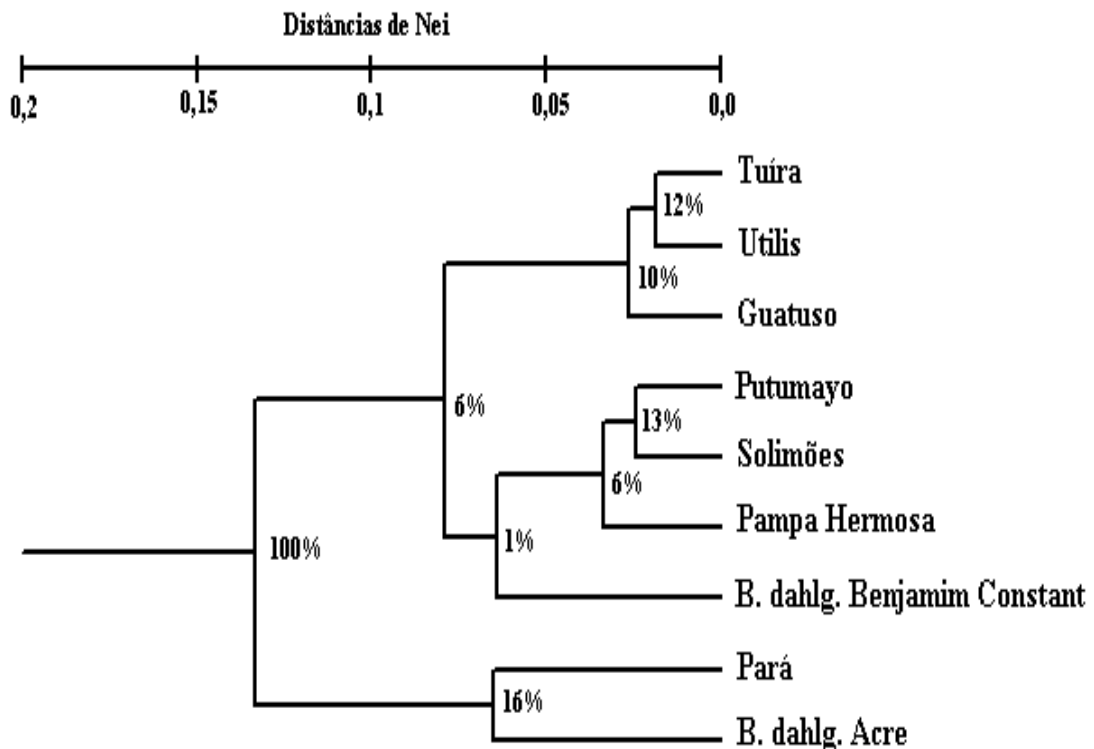 Distâncias de Nei
0,2 0,15 0,1 0,05 0,0
Tuíra
12%
Utilis
10%
Guatuso
Putumayo
6%
13%
Solimões
6%
Pampa Hermosa
1%
100%
B. dahlg. Benjamim Constant
Pará
16%
B. dahlg. Acre